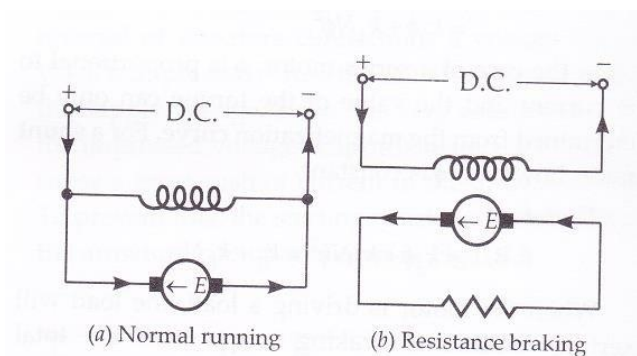 + D.C. −
← E
(a) Normal running
+ D.C. −
← E
(b) Resistance braking